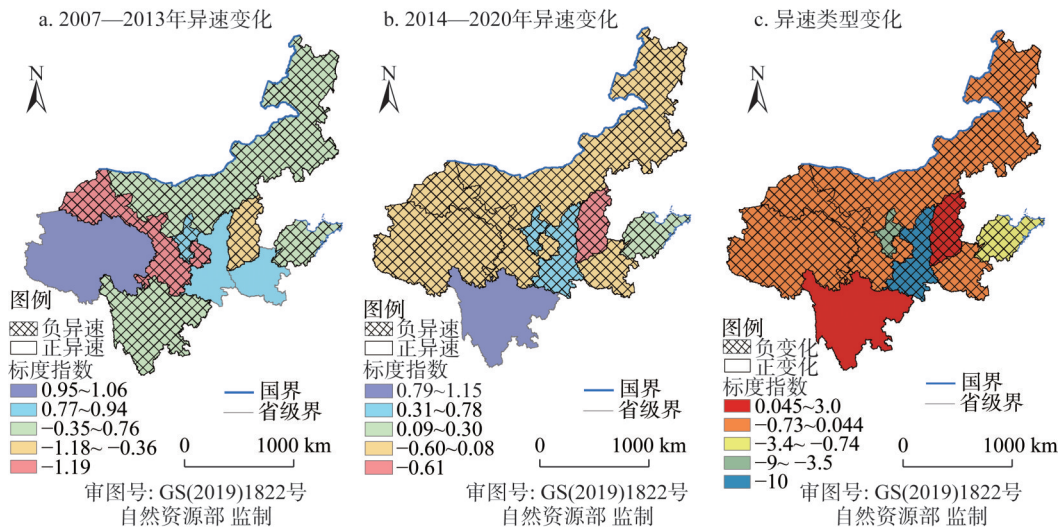 a. 2007—2013年异速变化
N
图例
负异速
正异速
标度指数
0.95~1.06
0.77~0.94
−0.35~0.76
−1.18~ −0.36
−1.19
国界
省级界
0 1000 km
审图号: GS(2019)1822号
自然资源部 监制
b. 2014—2020年异速变化
N
图例
负异速
正异速
标度指数
0.79~1.15
0.31~0.78
0.09~0.30
−0.60~0.08
−0.61
国界
省级界
0 1000 km
审图号: GS(2019)1822号
自然资源部 监制
c. 异速类型变化
N
图例
负变化
正变化
标度指数
0.045~3.0
−0.73~0.044
−3.4~ −0.74
−9~ −3.5
−10
国界
省级界
0 1000 km
审图号: GS(2019)1822号
自然资源部 监制